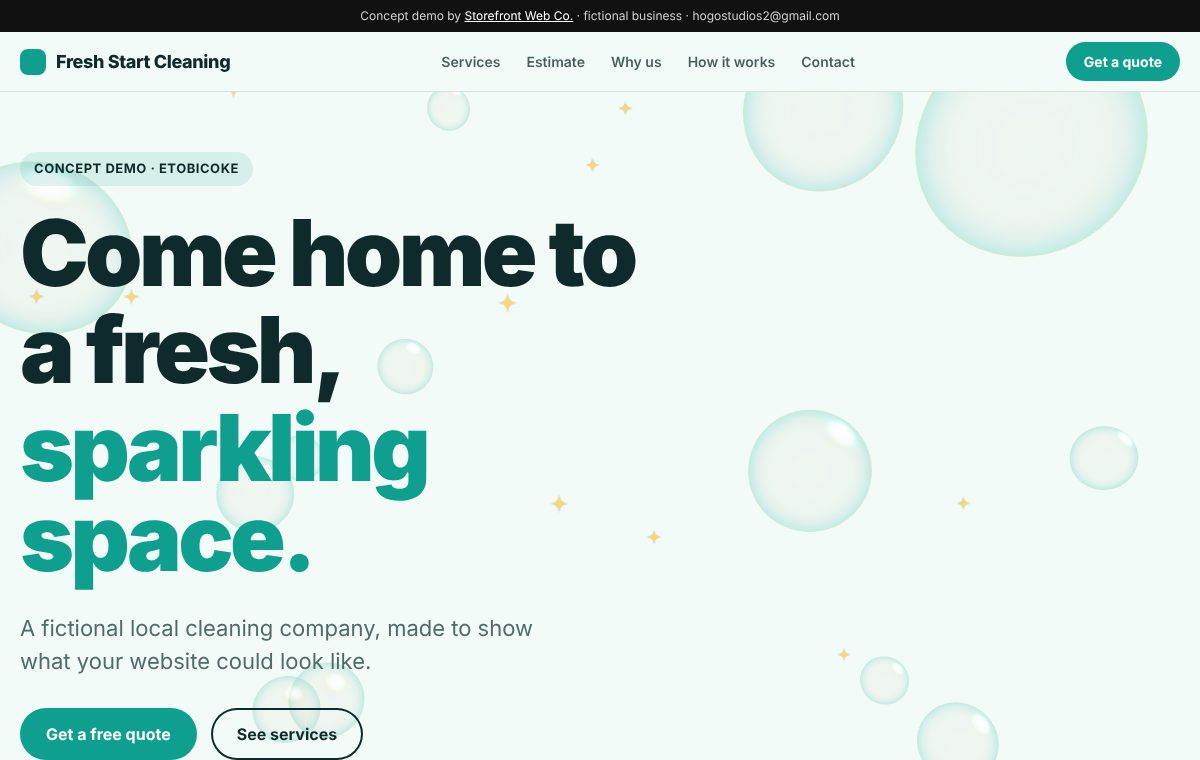 Concept demo by Storefront Web Co. · fictional business · hogostudios2@gmail.com
Fresh Start Cleaning
Services
Estimate
Why us
How it works
Contact
Get a quote
CONCEPT DEMO · ETOBICOKE
Come home to
a fresh,
sparkling
space.
A fictional local cleaning company, made to show
what your website could look like.
Get a free quote
See services